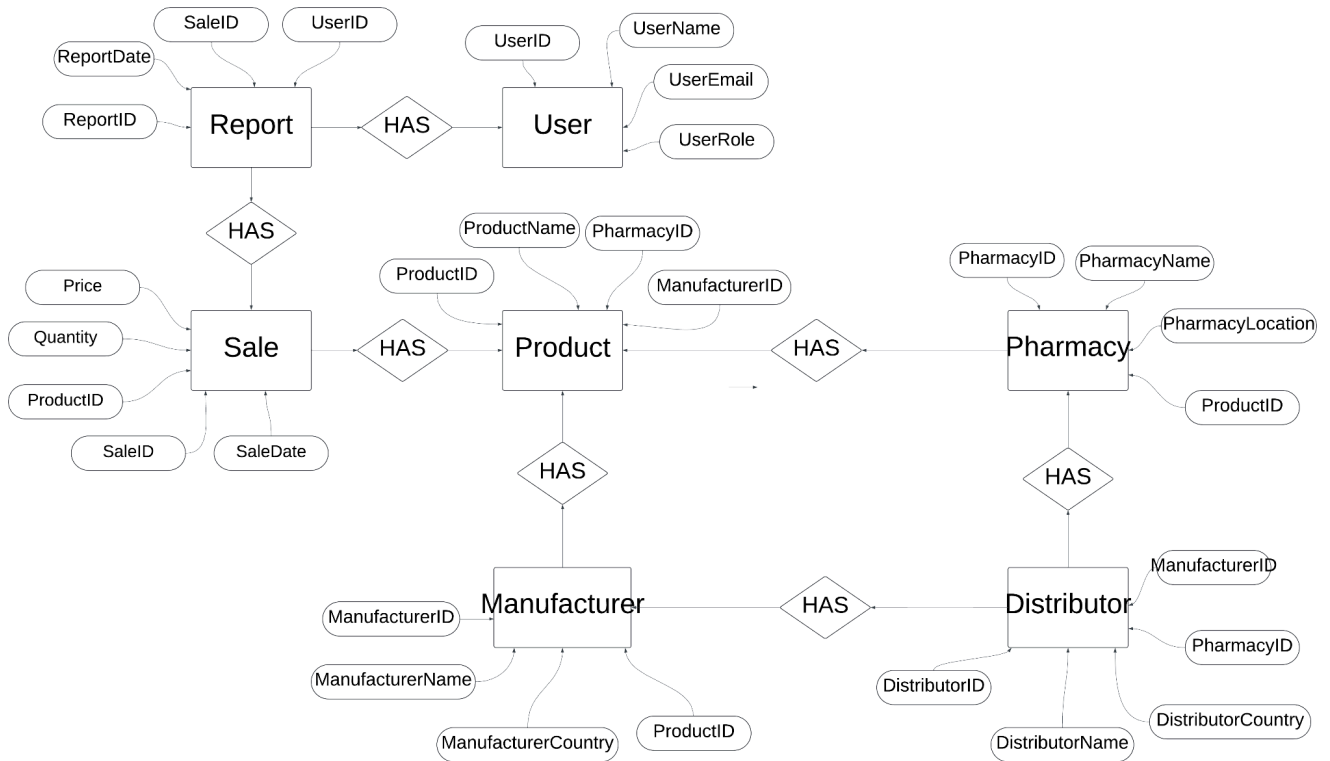 SaleID
UserID
ReportDate
ReportID
Report
HAS
UserID
UserName
UserEmail
UserRole
User
HAS
Price
Quantity
ProductID
SaleID
SaleDate
Sale
HAS
ProductName
PharmacyID
ProductID
ManufacturerID
Product
HAS
PharmacyID
PharmacyName
PharmacyLocation
ProductID
Pharmacy
HAS
HAS
Manufacturer
ManufacturerID
ManufacturerName
ManufacturerCountry
ProductID
HAS
Distributor
ManufacturerID
PharmacyID
DistributorID
DistributorName
DistributorCountry